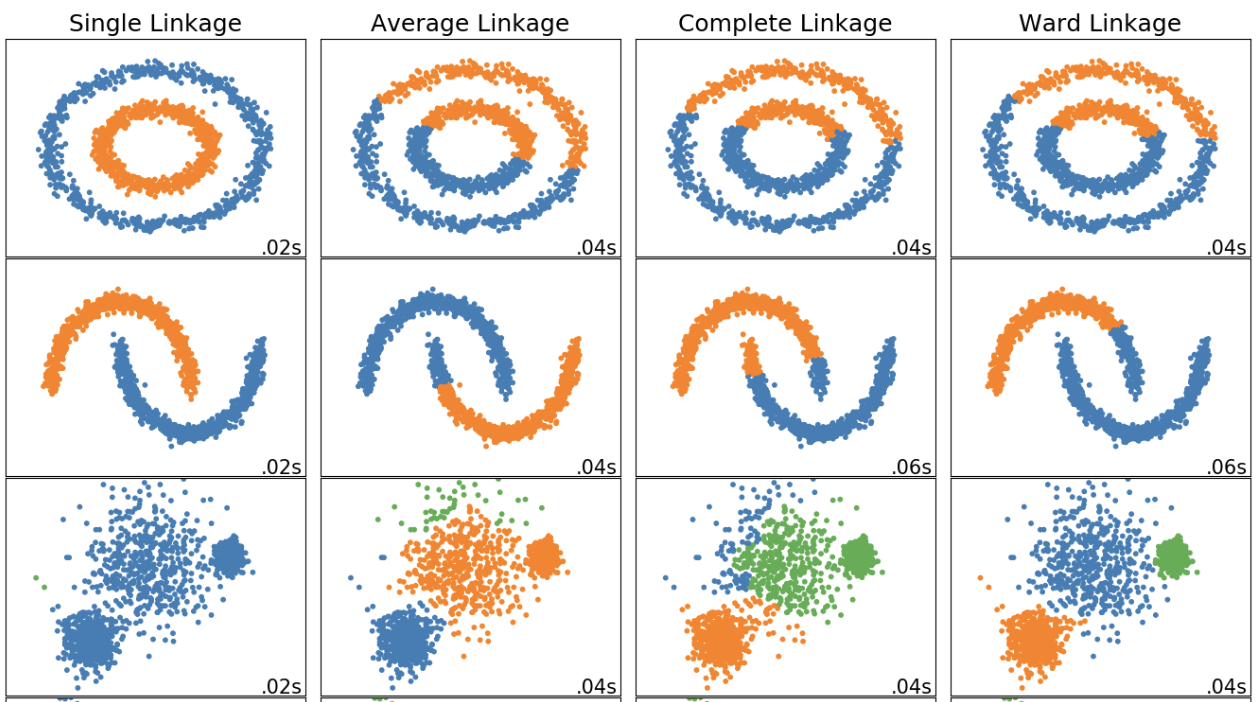 Single Linkage
Average Linkage
Complete Linkage
Ward Linkage
.02s
.04s
.04s
.04s
.02s
.04s
.06s
.06s
.02s
.04s
.04s
.04s